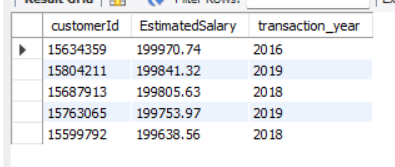 Result Grid Filter Rows:
customerId EstimatedSalary transaction_year
15634359 199970.74 2016
15804211 199841.32 2019
15687913 199805.63 2018
15763065 199753.97 2019
15599792 199638.56 2018